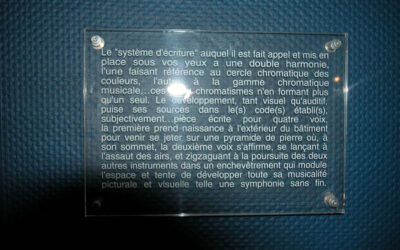 Le "système d'écriture" auquel il est fait appel et mis en
place sous vos yeux a une double harmonie,
l'une faisant référence au cercle chromatique des
couleurs, l'autre à la gamme chromatique
musicale,...ces chromatismes n'en formant plus
qu'un seul. Le développement, tant visuel qu'auditif,
puise ses sources dans le(s) code(s) établi(s),
subjectivement...pièce écrite pour quatre voix,
la première prend naissance à l'extérieur du bâtiment
pour venir se jeter sur une pyramide de pierre où, à
son sommet, la deuxième voix s'affirme, se lançant à
l'assaut des airs, et zigzaguant à la poursuite des deux
autres instruments dans un enchevêtrement qui module
l'espace et tente de développer toute sa musicalité
picturale et visuelle telle une symphonie sans fin.